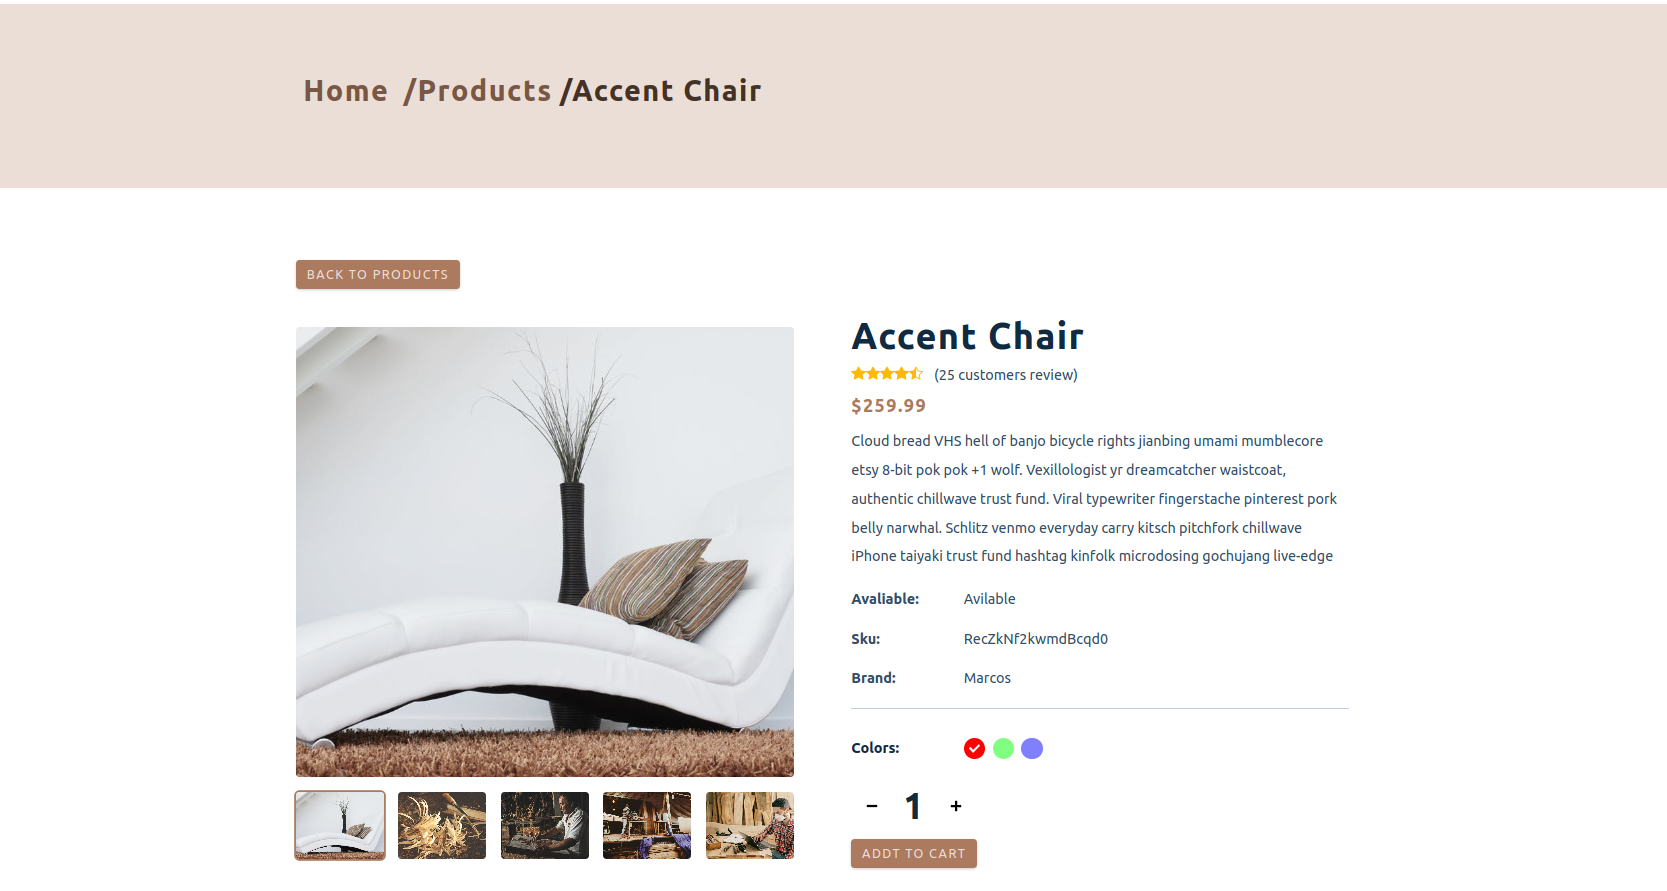 Home /Products /Accent Chair
BACK TO PRODUCTS
Accent Chair
(25 customers review)
$259.99
Cloud bread VHS hell of banjo bicycle rights jianbing umami mumblecore
etsy 8-bit pok pok +1 wolf. Vexillologist yr dreamcatcher waistcoat,
authentic chillwave trust fund. Viral typewriter fingerstache pinterest pork
belly narwhal. Schlitz venmo everyday carry kitsch pitchfork chillwave
iPhone taiyaki trust fund hashtag kinfolk microdosing gochujang live-edge
Avaliable: Avilable
Sku: RecZkNf2kwmdBcqd0
Brand: Marcos
Colors:
− 1 +
ADDT TO CART